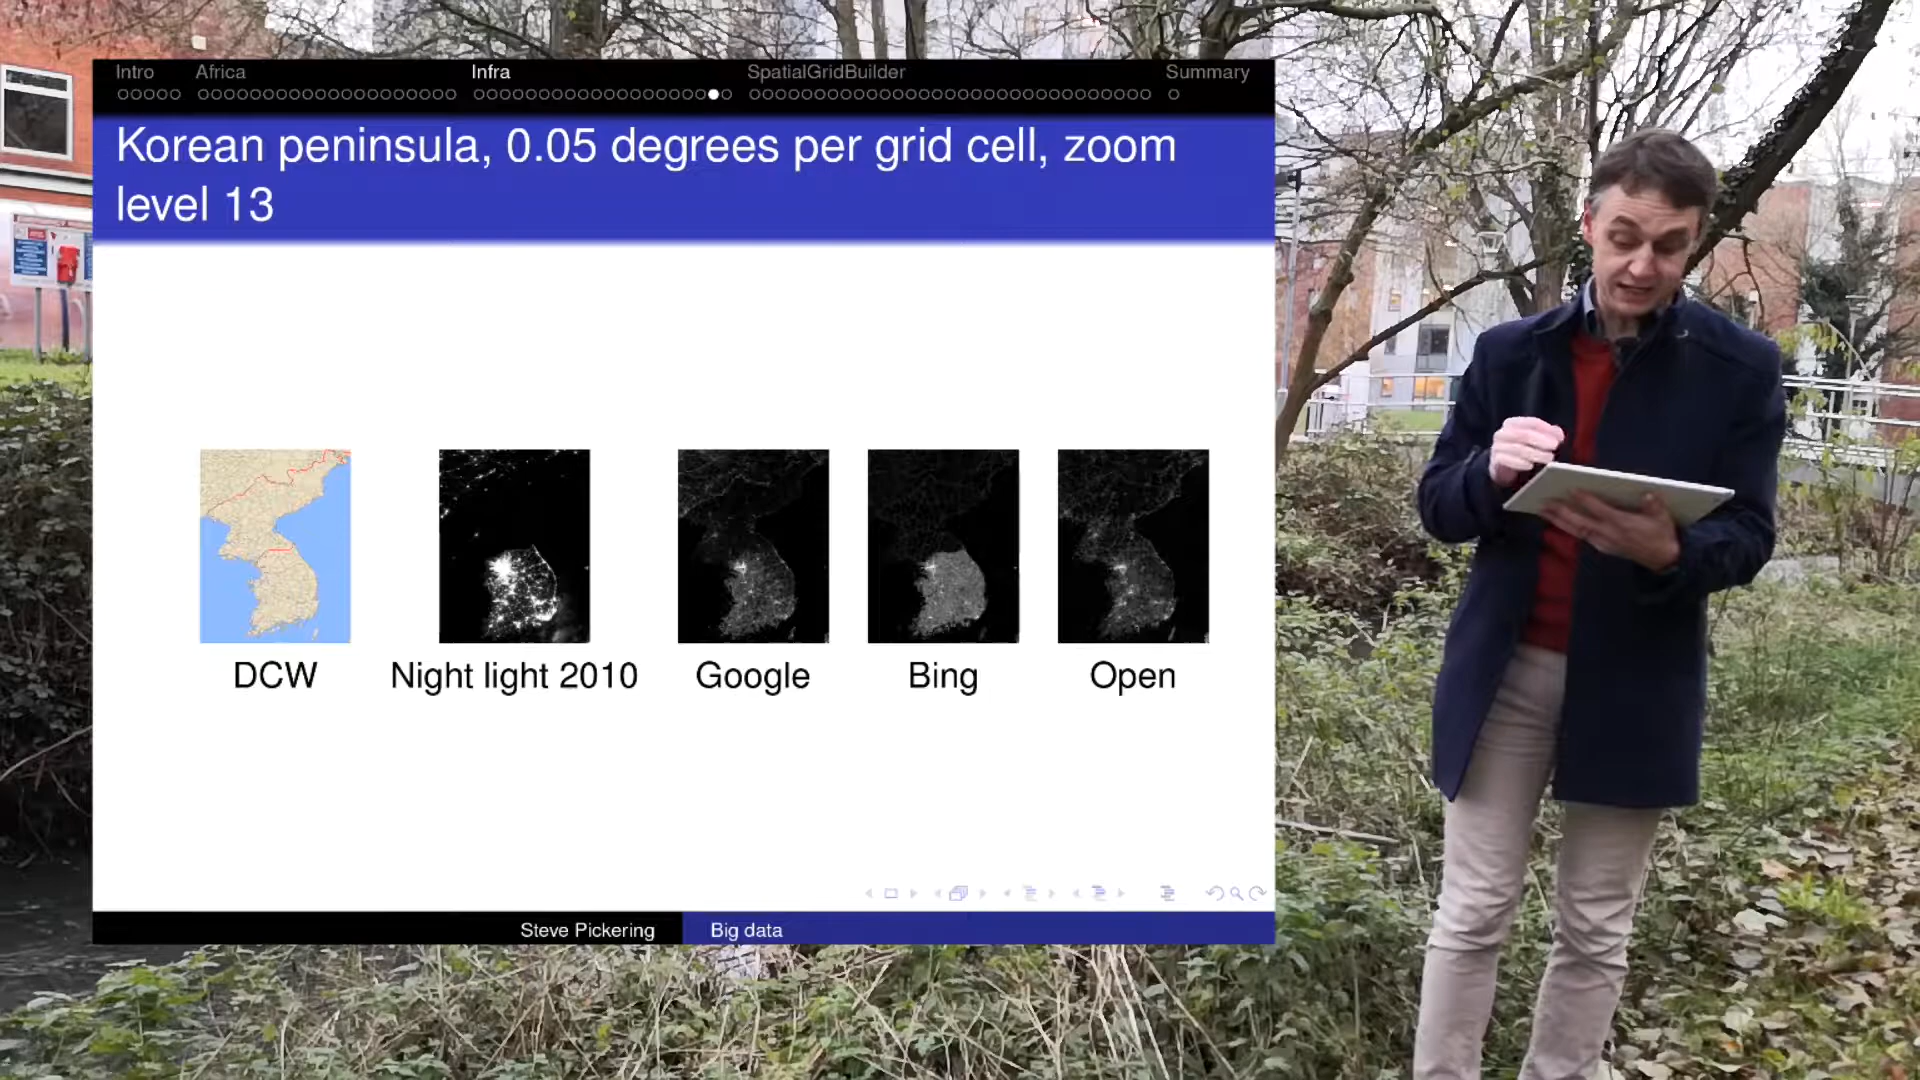 Intro Africa Infra SpatialGridBuilder Summary
Korean peninsula, 0.05 degrees per grid cell, zoom
level 13
DCW Night light 2010 Google Bing Open
Steve Pickering Big data